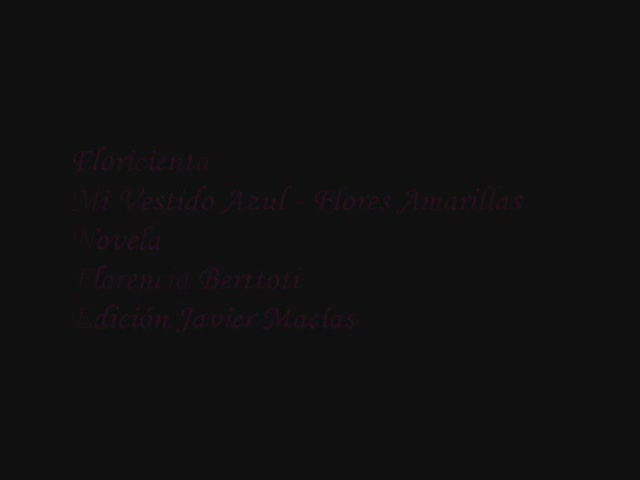 Floricienta
Mi Vestido Azul - Flores Amarillas
Novela
Florencia Berttoti
Edición Javier Macías